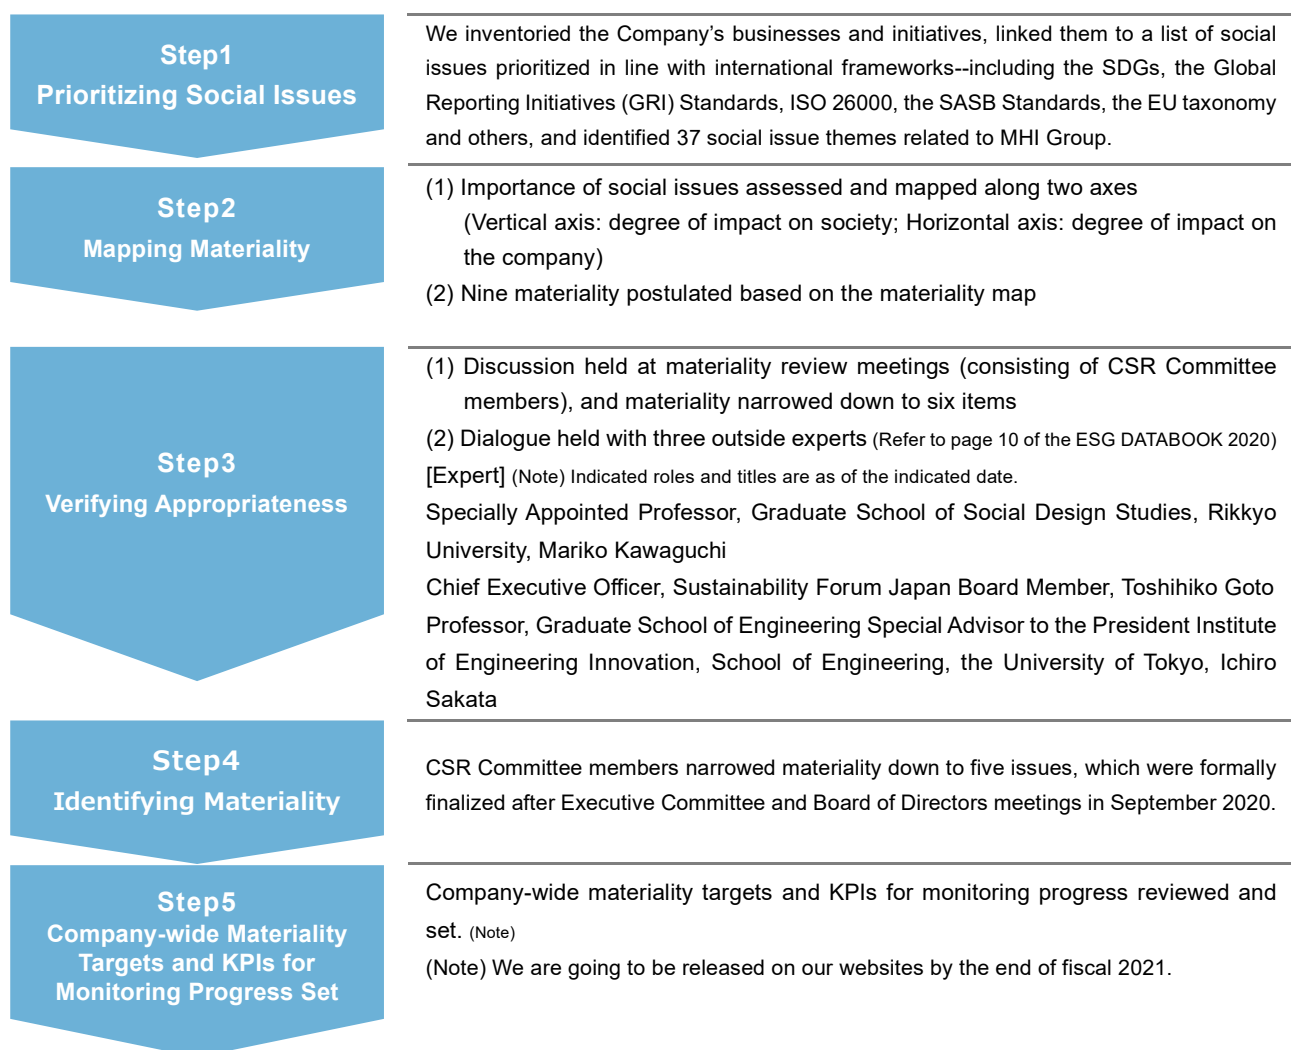 Step1
Prioritizing Social Issues
We inventoried the Company’s businesses and initiatives, linked them to a list of social
issues prioritized in line with international frameworks--including the SDGs, the Global
Reporting Initiatives (GRI) Standards, ISO 26000, the SASB Standards, the EU taxonomy
and others, and identified 37 social issue themes related to MHI Group.
Step2
Mapping Materiality
(1) Importance of social issues assessed and mapped along two axes
(Vertical axis: degree of impact on society; Horizontal axis: degree of impact on
the company)
(2) Nine materiality postulated based on the materiality map
Step3
Verifying Appropriateness
(1) Discussion held at materiality review meetings (consisting of CSR Committee
members), and materiality narrowed down to six items
(2) Dialogue held with three outside experts (Refer to page 10 of the ESG DATABOOK 2020)
[Expert] (Note) Indicated roles and titles are as of the indicated date.
Specially Appointed Professor, Graduate School of Social Design Studies, Rikkyo
University, Mariko Kawaguchi
Chief Executive Officer, Sustainability Forum Japan Board Member, Toshihiko Goto
Professor, Graduate School of Engineering Special Advisor to the President Institute
of Engineering Innovation, School of Engineering, the University of Tokyo, Ichiro
Sakata
Step4
Identifying Materiality
CSR Committee members narrowed materiality down to five issues, which were formally
finalized after Executive Committee and Board of Directors meetings in September 2020.
Step5
Company-wide Materiality
Targets and KPIs for
Monitoring Progress Set
Company-wide materiality targets and KPIs for monitoring progress reviewed and
set. (Note)
(Note) We are going to be released on our websites by the end of fiscal 2021.